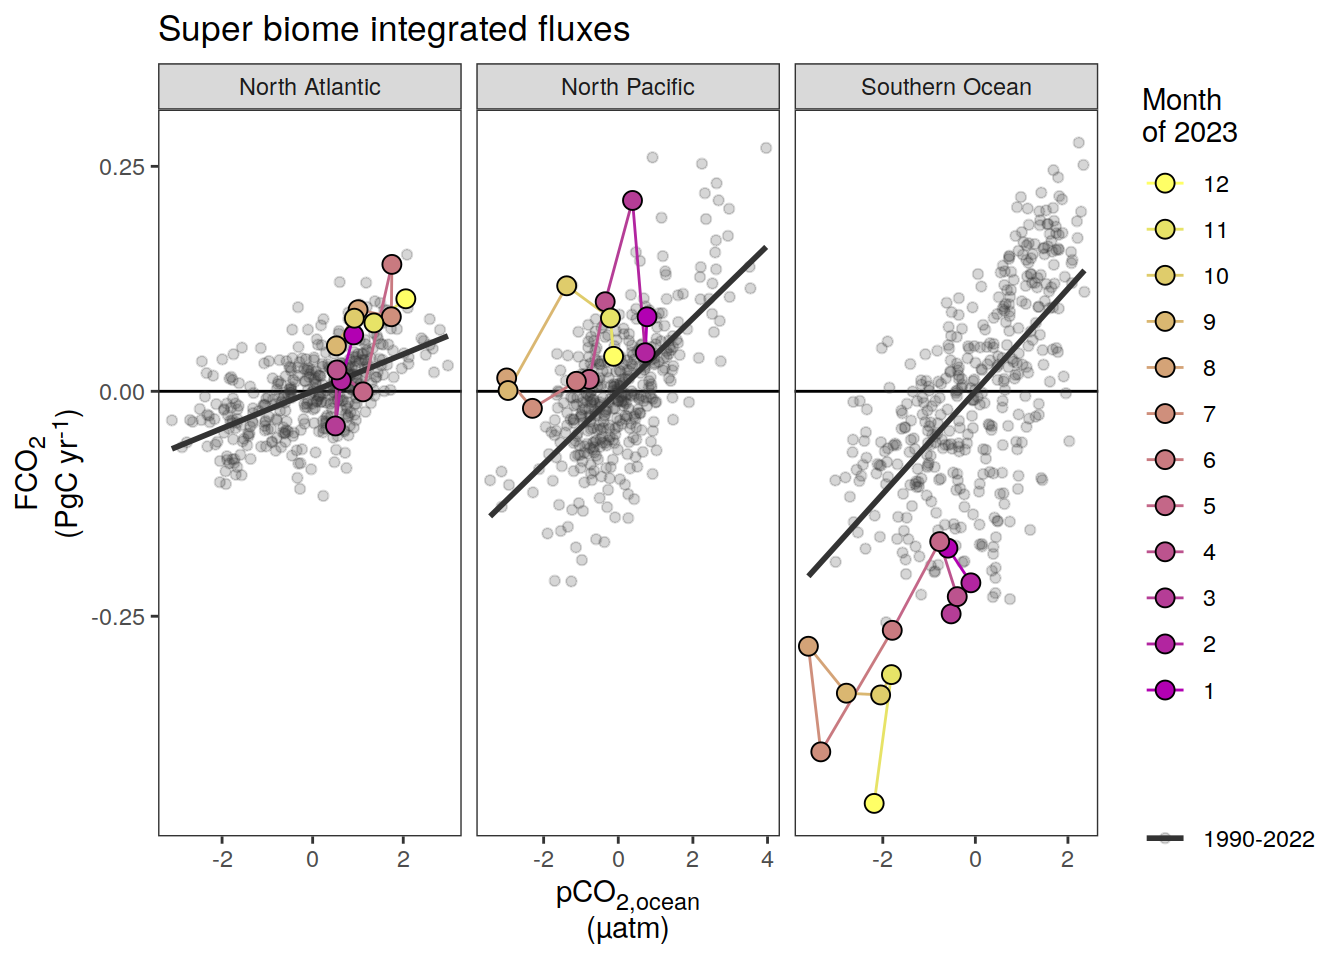 Super biome integrated fluxes
North Atlantic
North Pacific
Southern Ocean
0.25
0.00
-0.25
FCO₂
(PgC yr⁻¹)
-2 0 2
-2 0 2 4
-2 0 2
pCO₂,ocean
(µatm)
Month
of 2023
12
11
10
9
8
7
6
5
4
3
2
1
1990-2022